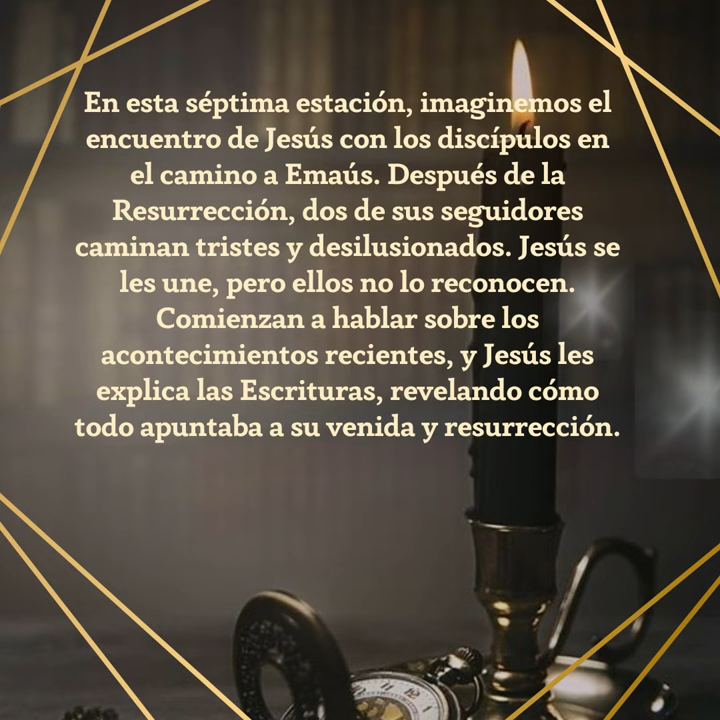 En esta séptima estación, imaginemos el
encuentro de Jesús con los discípulos en
el camino a Emaús. Después de la
Resurrección, dos de sus seguidores
caminan tristes y desilusionados. Jesús se
les une, pero ellos no lo reconocen.
Comienzan a hablar sobre los
acontecimientos recientes, y Jesús les
explica las Escrituras, revelando cómo
todo apuntaba a su venida y resurrección.